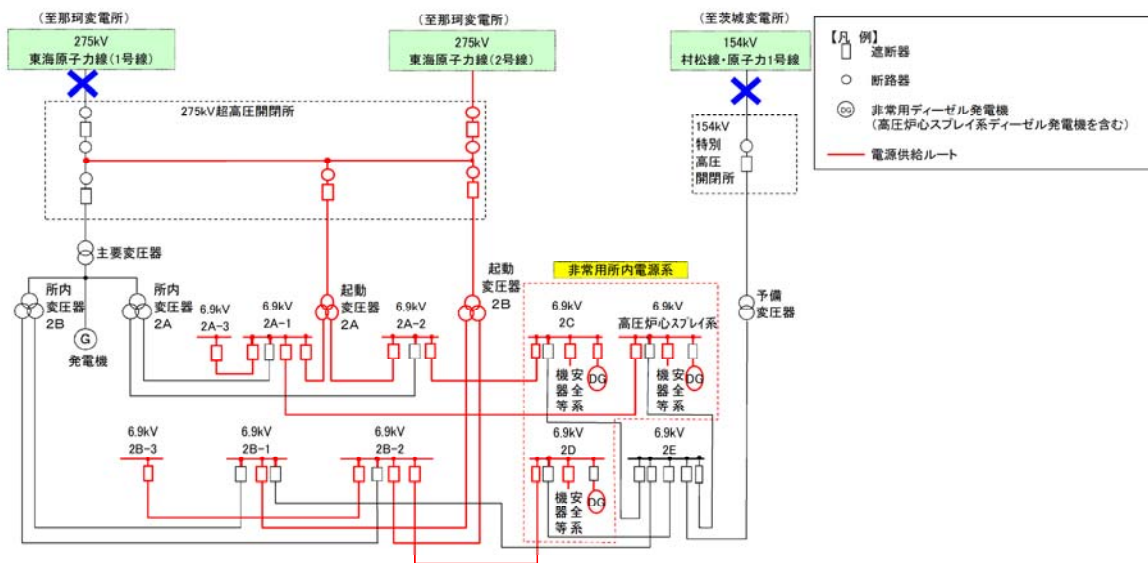 (至那珂変電所)
275kV
東海原子力線(1号線)
(至那珂変電所)
275kV
東海原子力線(2号線)
(至茨城変電所)
154kV
村松線・原子力1号線
【凡 例】
遮断器
断路器
DG
非常用ディーゼル発電機
(高圧炉心スプレイ系ディーゼル発電機を含む)
電源供給ルート
275kV超高圧開閉所
154kV
特別
高圧
開閉所
主要変圧器
所内
変圧器
2B
所内
変圧器
2A
G
発電機
起動
変圧器
2A
起動
変圧器
2B
予備
変圧器
非常用所内電源系
6.9kV
2A-3
6.9kV
2A-1
6.9kV
2A-2
6.9kV
2C
6.9kV
高圧炉心スプレイ系
安全系
機器等
DG
安全系
機器等
DG
6.9kV
2B-3
6.9kV
2B-1
6.9kV
2B-2
6.9kV
2D
6.9kV
2E
安全系
機器等
DG